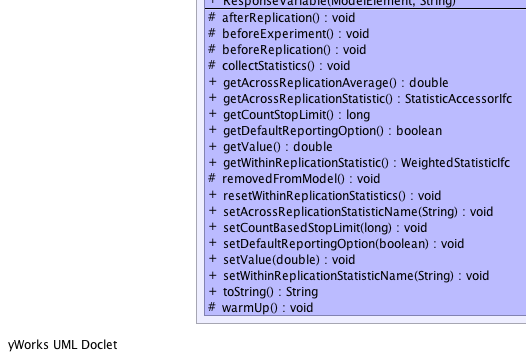 + ResponseVariable(ModelElement, String)
# afterReplication() : void
# beforeExperiment() : void
# beforeReplication() : void
# collectStatistics() : void
+ getAcrossReplicationAverage() : double
+ getAcrossReplicationStatistic() : StatisticAccessorIfc
+ getCountStopLimit() : long
+ getDefaultReportingOption() : boolean
+ getValue() : double
+ getWithinReplicationStatistic() : WeightedStatisticIfc
# removedFromModel() : void
+ resetWithinReplicationStatistics() : void
+ setAcrossReplicationStatisticName(String) : void
+ setCountBasedStopLimit(long) : void
+ setDefaultReportingOption(boolean) : void
+ setValue(double) : void
+ setWithinReplicationStatisticName(String) : void
+ toString() : String
# warmUp() : void
yWorks UML Doclet